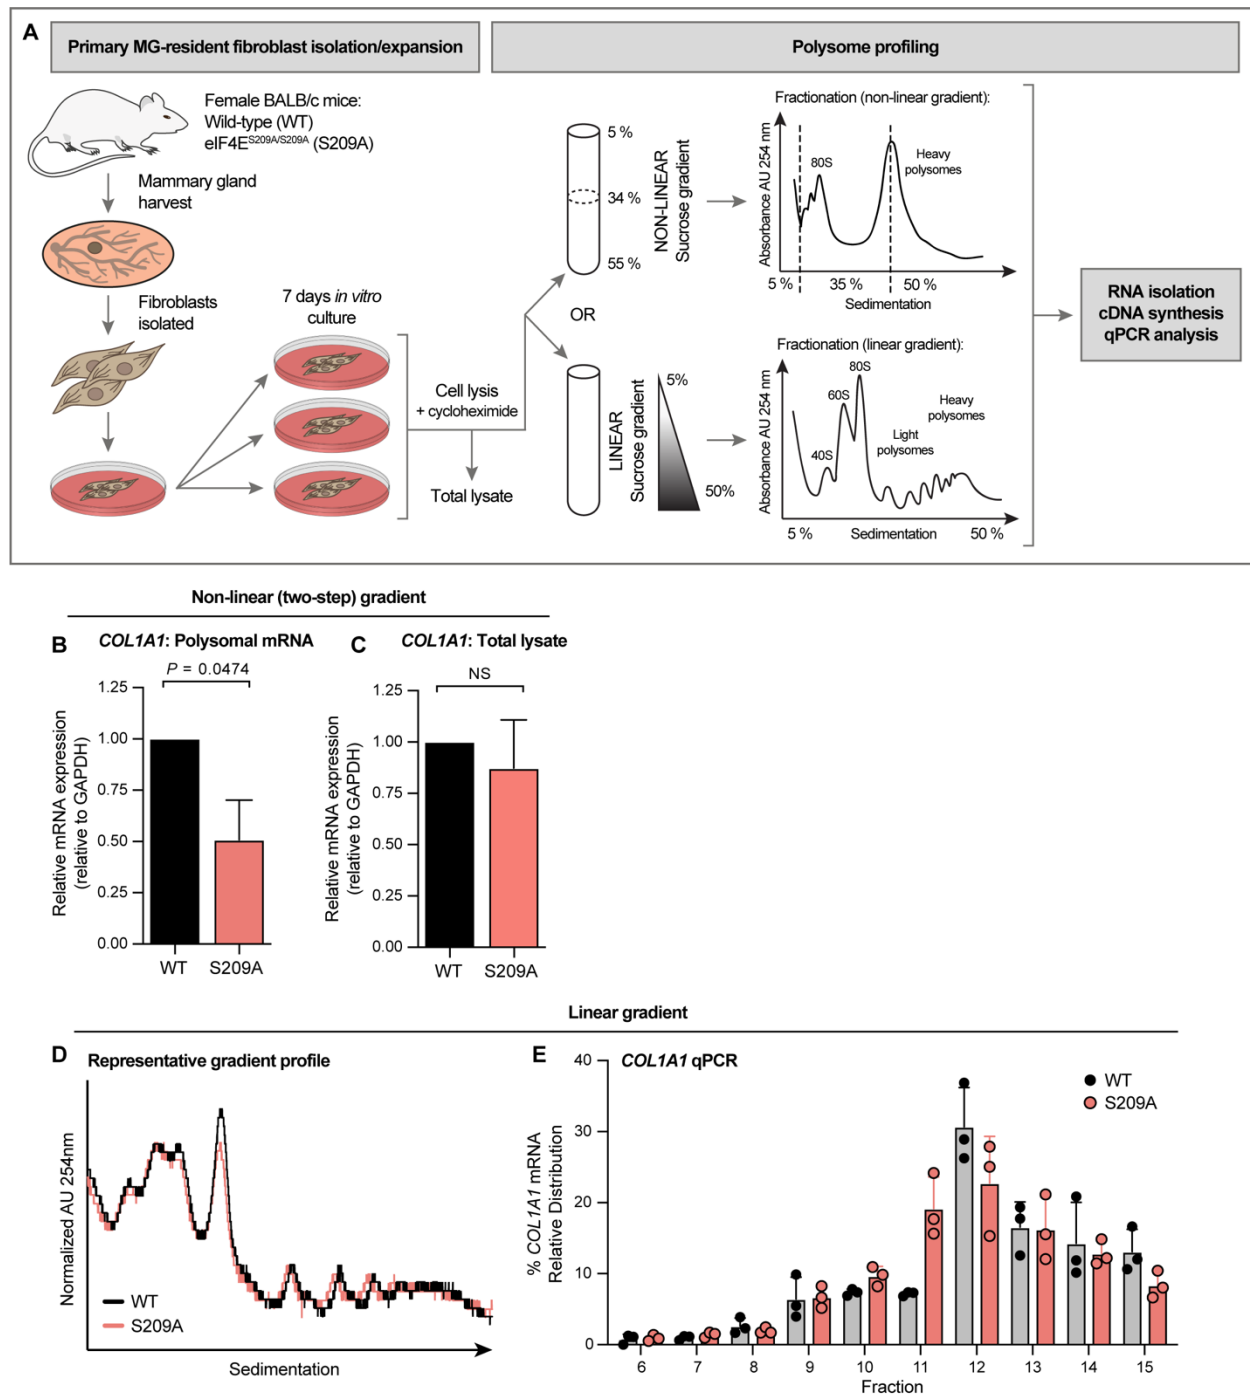 A
Primary MG-resident fibroblast isolation/expansion
Polysome profiling
Female BALB/c mice:
Wild-type (WT)
eIF4E^S209A/S209A (S209A)
Mammary gland
harvest
Fibroblasts
isolated
7 days in vitro
culture
Cell lysis
+ cycloheximide
Total lysate
5 %
34 %
55 %
NON-LINEAR
Sucrose gradient
OR
LINEAR
Sucrose gradient
5%
50%
Fractionation (non-linear gradient):
Absorbance AU 254 nm
80S
Heavy
polysomes
5 %
35 %
50 %
Sedimentation
Fractionation (linear gradient):
Absorbance AU 254 nm
40S
60S
80S
Light
polysomes
Heavy
polysomes
5 %
Sedimentation
50 %
RNA isolation
cDNA synthesis
qPCR analysis
Non-linear (two-step) gradient
B
COL1A1: Polysomal mRNA
P = 0.0474
Relative mRNA expression
(relative to GAPDH)
1.25
1.00
0.75
0.50
0.25
0.00
WT
S209A
C
COL1A1: Total lysate
NS
Relative mRNA expression
(relative to GAPDH)
1.25
1.00
0.75
0.50
0.25
0.00
WT
S209A
Linear gradient
D
Representative gradient profile
Normalized AU 254nm
WT
S209A
Sedimentation
E
COL1A1 qPCR
% COL1A1 mRNA
Relative Distribution
40
30
20
10
0
WT
S209A
6
7
8
9
10
11
12
13
14
15
Fraction